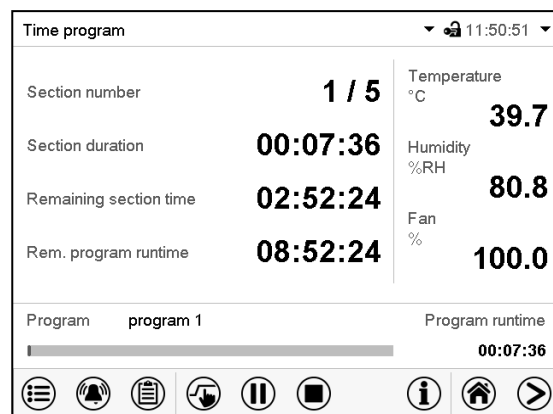 Time program
11:50:51
Section number 1 / 5
Section duration 00:07:36
Remaining section time 02:52:24
Rem. program runtime 08:52:24
Temperature
°C
39.7
Humidity
%RH
80.8
Fan
%
100.0
Program program 1 Program runtime
00:07:36